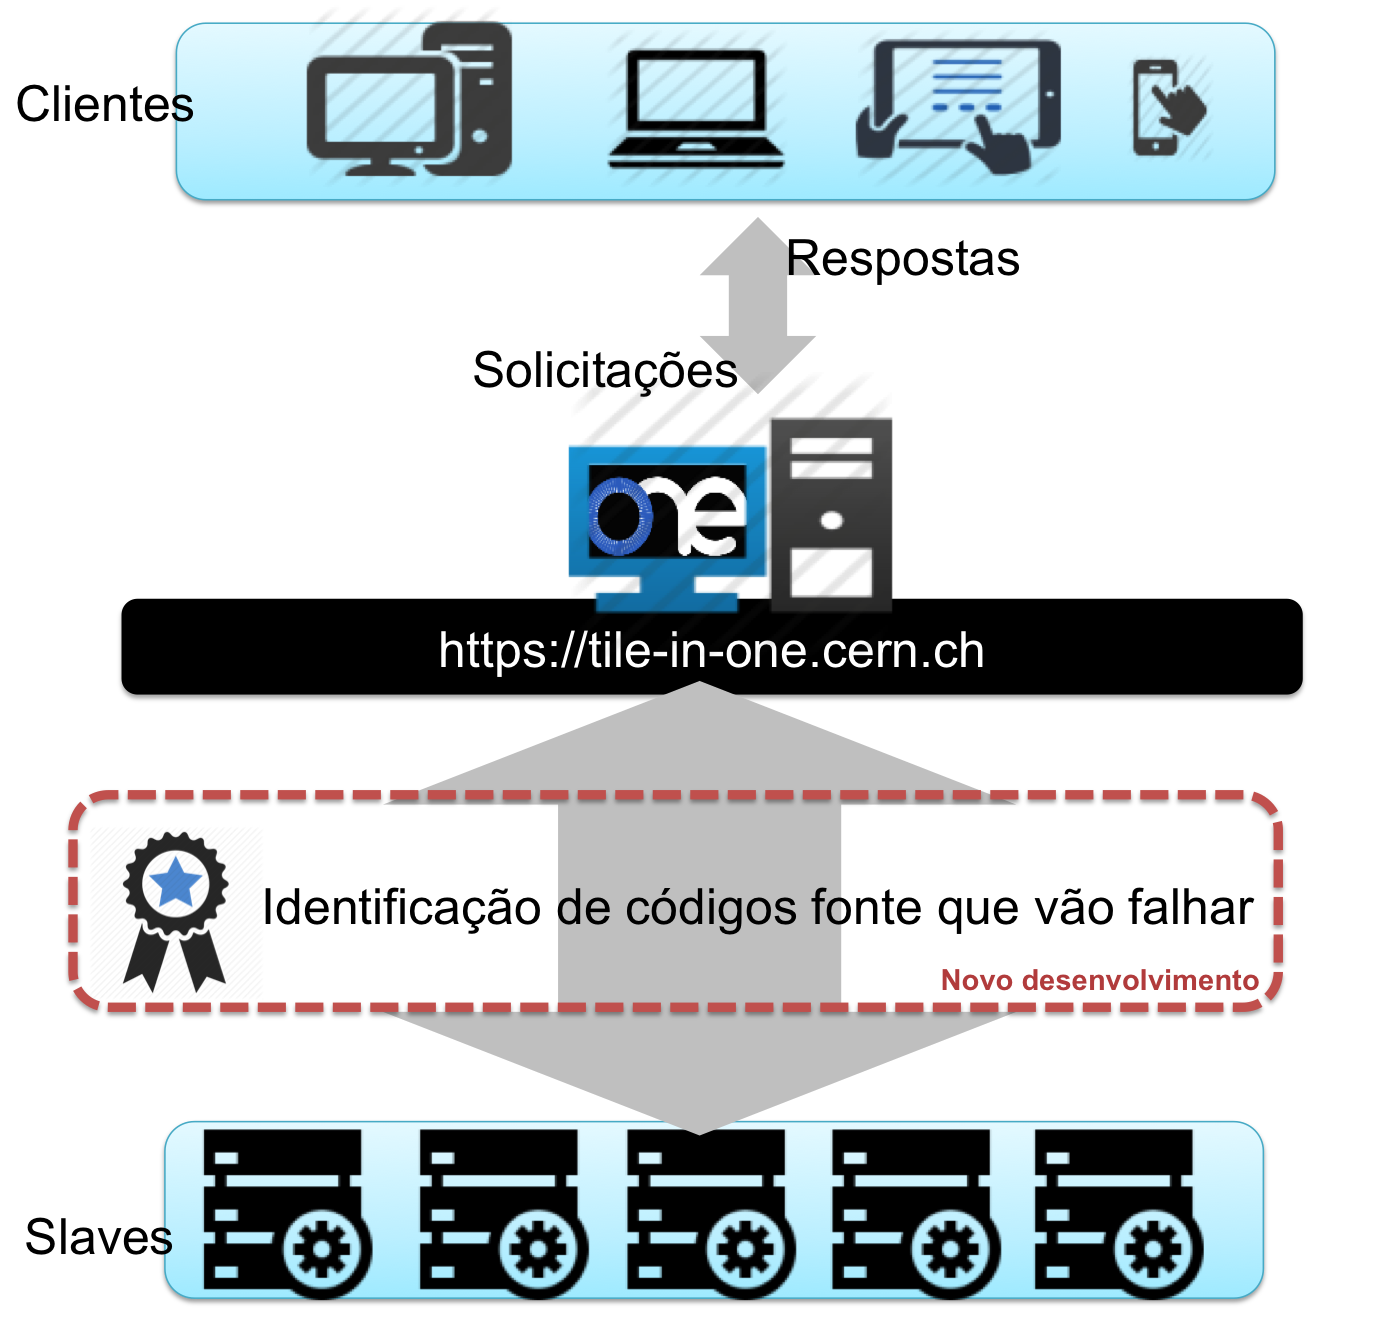 Clientes
Respostas
Solicitações
one
https://tile-in-one.cern.ch
Identificação de códigos fonte que vão falhar
Novo desenvolvimento
Slaves